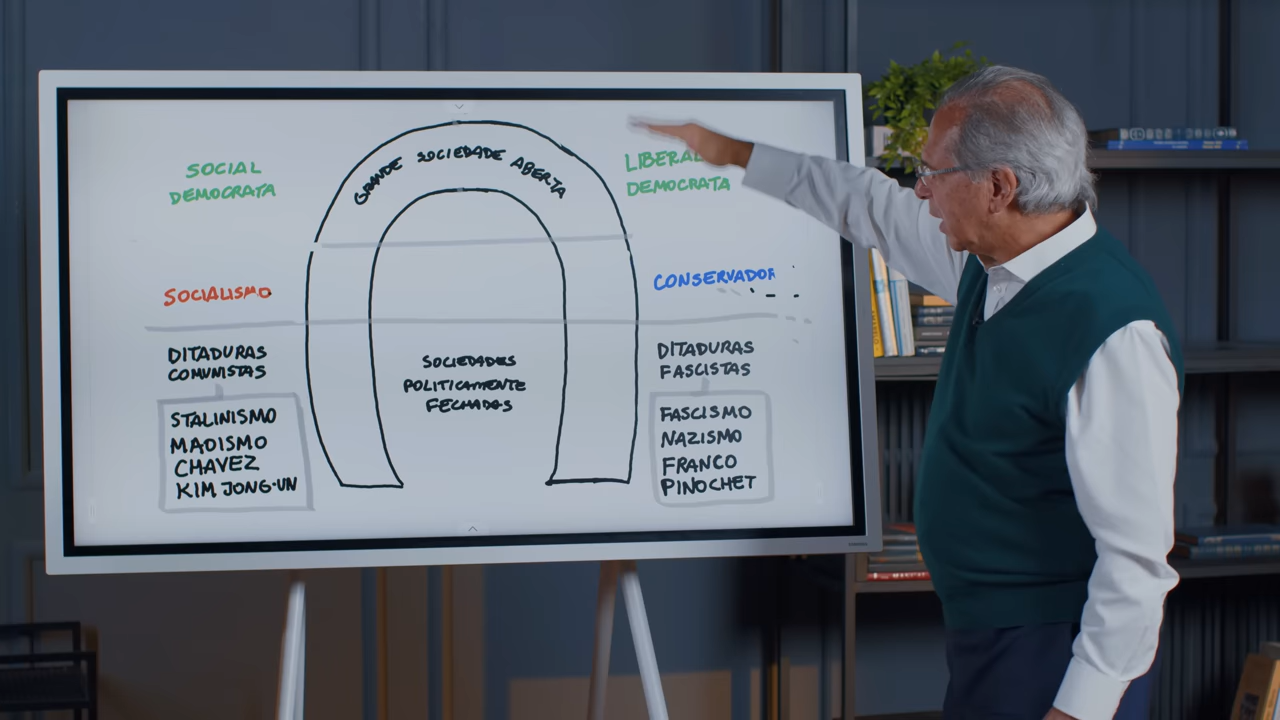 GRANDE SOCIEDADE ABERTA
SOCIAL
DEMOCRATA
LIBERAL
DEMOCRATA
SOCIALISMO
CONSERVADOR
DITADURAS
COMUNISTAS
SOCIEDADES
POLITICAMENTE
FECHADAS
DITADURAS
FASCISTAS
STALINISMO
MAOISMO
CHAVEZ
KIM JONG-UN
FASCISMO
NAZISMO
FRANCO
PINOCHET